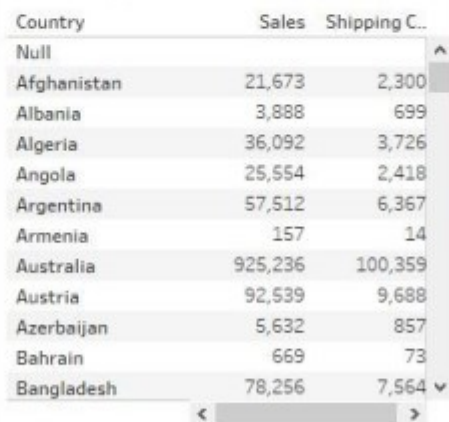 Country Sales Shipping C..
Null
Afghanistan 21,673 2,300
Albania 3,888 699
Algeria 36,092 3,726
Angola 25,554 2,418
Argentina 57,512 6,367
Armenia 157 14
Australia 925,236 100,359
Austria 92,539 9,688
Azerbaijan 5,632 857
Bahrain 669 73
Bangladesh 78,256 7,564